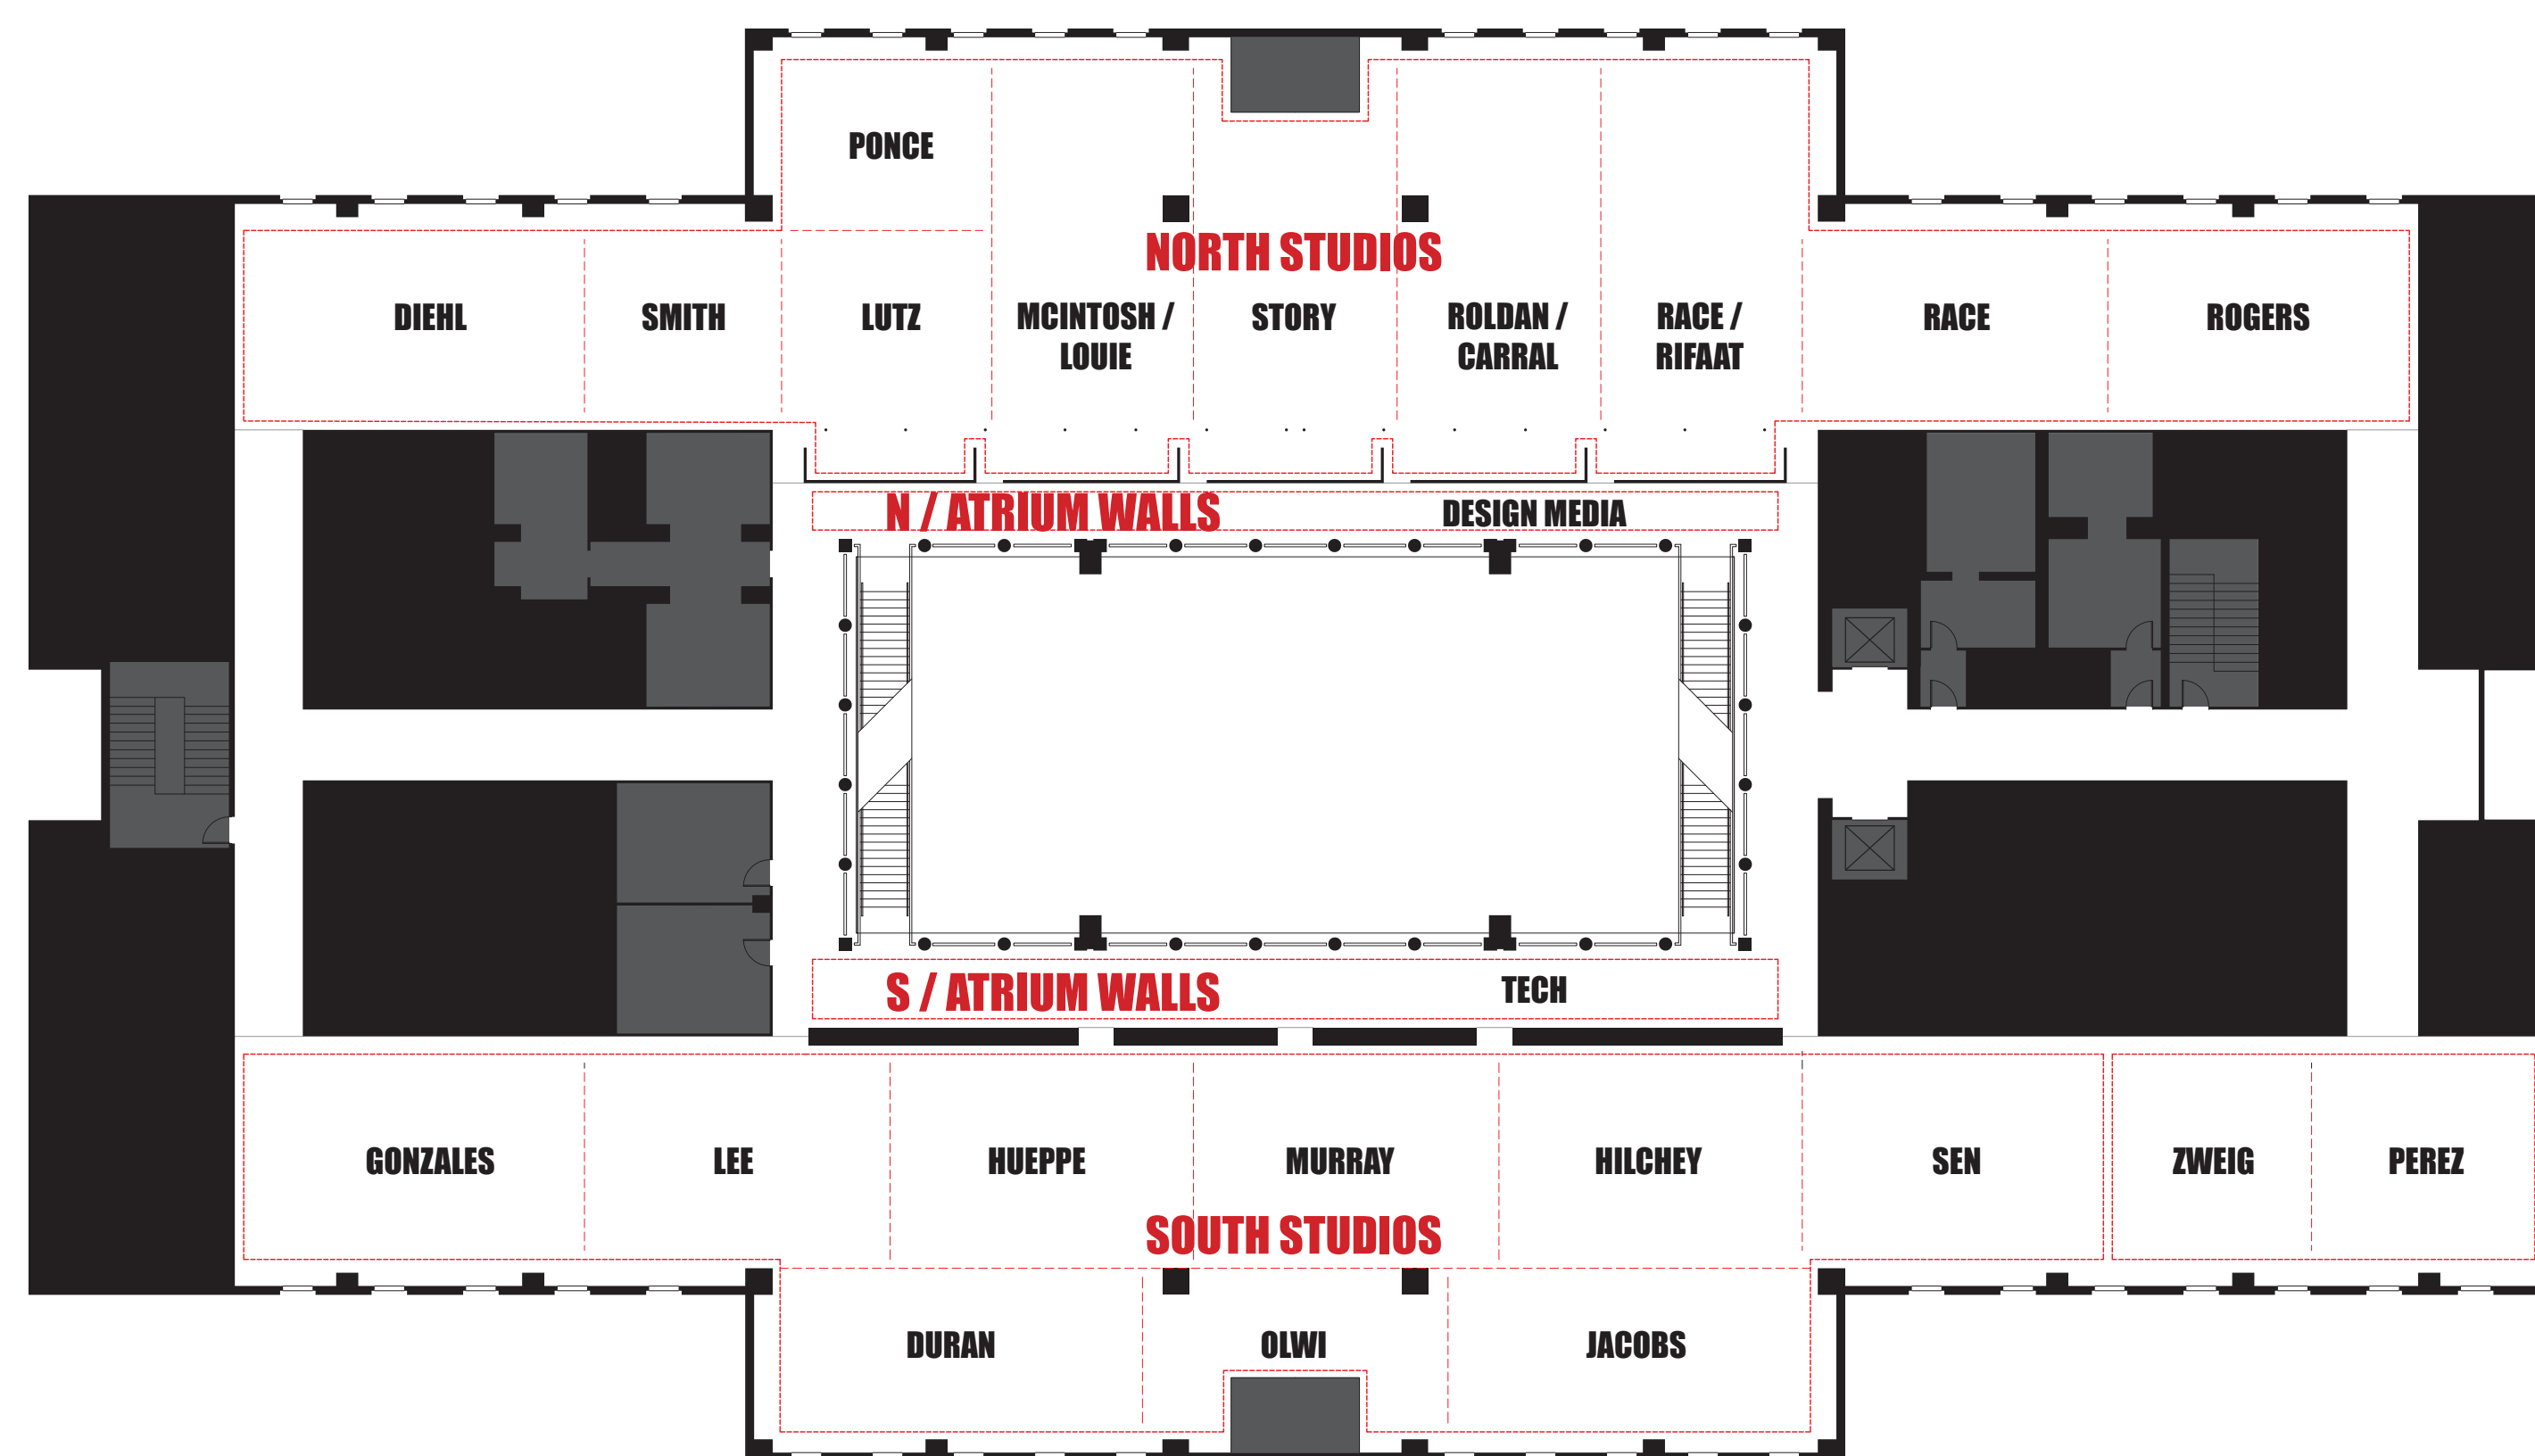 PONCE
NORTH STUDIOS
DIEHL
SMITH
LUTZ
MCINTOSH /
LOUIE
STORY
ROLDAN /
CARRAL
RACE /
RIFAAT
RACE
ROGERS
N / ATRIUM WALLS
DESIGN MEDIA
S / ATRIUM WALLS
TECH
GONZALES
LEE
HUEPPE
MURRAY
HILCHEY
SEN
ZWEIG
PEREZ
SOUTH STUDIOS
DURAN
OLWI
JACOBS